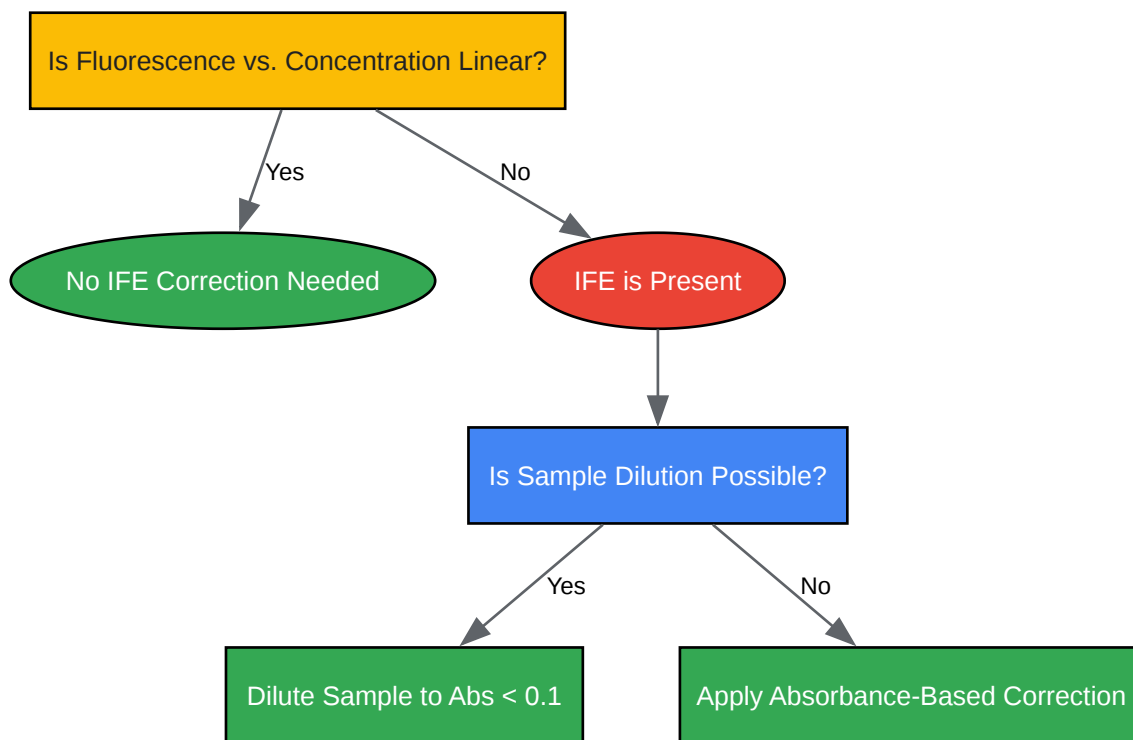 Is Fluorescence vs. Concentration Linear?
Yes
No
No IFE Correction Needed
IFE is Present
Is Sample Dilution Possible?
Yes
No
Dilute Sample to Abs < 0.1
Apply Absorbance-Based Correction